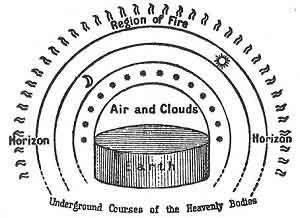 Region of Fire
Air and Clouds
Horizon
Horizon
Earth
Underground Courses of the Heavenly Bodies